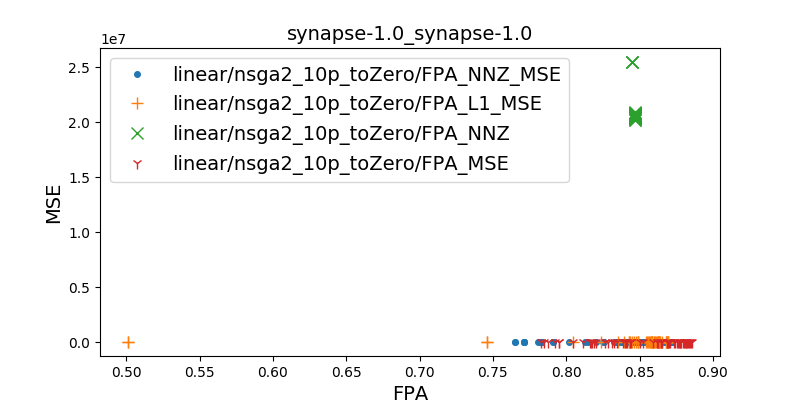 synapse-1.0_synapse-1.0
1e7
linear/nsga2_10p_toZero/FPA_NNZ_MSE
linear/nsga2_10p_toZero/FPA_L1_MSE
linear/nsga2_10p_toZero/FPA_NNZ
linear/nsga2_10p_toZero/FPA_MSE
2.5
2.0
1.5
1.0
0.5
0.0
MSE
0.50 0.55 0.60 0.65 0.70 0.75 0.80 0.85 0.90
FPA